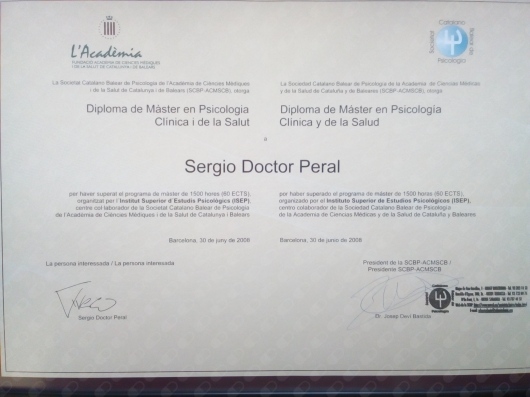 L'Acadèmia
FUNDACIÓ ACADÈMIA DE CIÈNCIES MÈDIQUES
I DE LA SALUT DE CATALUNYA I DE BALEARS
Societat Catalano Balear de Psicologia
La Societat Catalano Balear de Psicologia de l'Acadèmia de Ciències Mèdiques
i de la Salut de Catalunya i de Balears (SCBP-ACMSCB), atorga
Diploma de Màster en Psicologia
Clínica i de la Salut
La Sociedad Catalano Balear de Psicología de la Academia de Ciencias Médicas
y de la Salud de Cataluña y de Baleares (SCBP-ACMSCB), otorga
Diploma de Máster en Psicología
Clínica y de la Salud
a
Sergio Doctor Peral
per haver superat el programa de màster de 1500 hores (60 ECTS),
organitzat per l'Institut Superior d'Estudis Psicològics (ISEP),
centre col·laborador de la Societat Catalano Balear de Psicologia
de l'Acadèmia de Ciències Mèdiques i de la Salut de Catalunya i Balears
por haber superado el programa de máster de 1500 horas (60 ECTS),
organizado por el Instituto Superior de Estudios Psicológicos (ISEP),
centro colaborador de la Sociedad Catalano Balear de Psicología
de la Academia de Ciencias Médicas y de la Salud de Cataluña y Baleares
Barcelona, 30 de juny de 2008
Barcelona, 30 de junio de 2008
La persona interessada / La persona interesada
President de la SCBP-ACMSCB /
Presidente SCBP-ACMSCB
Sergio Doctor Peral
Dr. Josep Deví Bastida